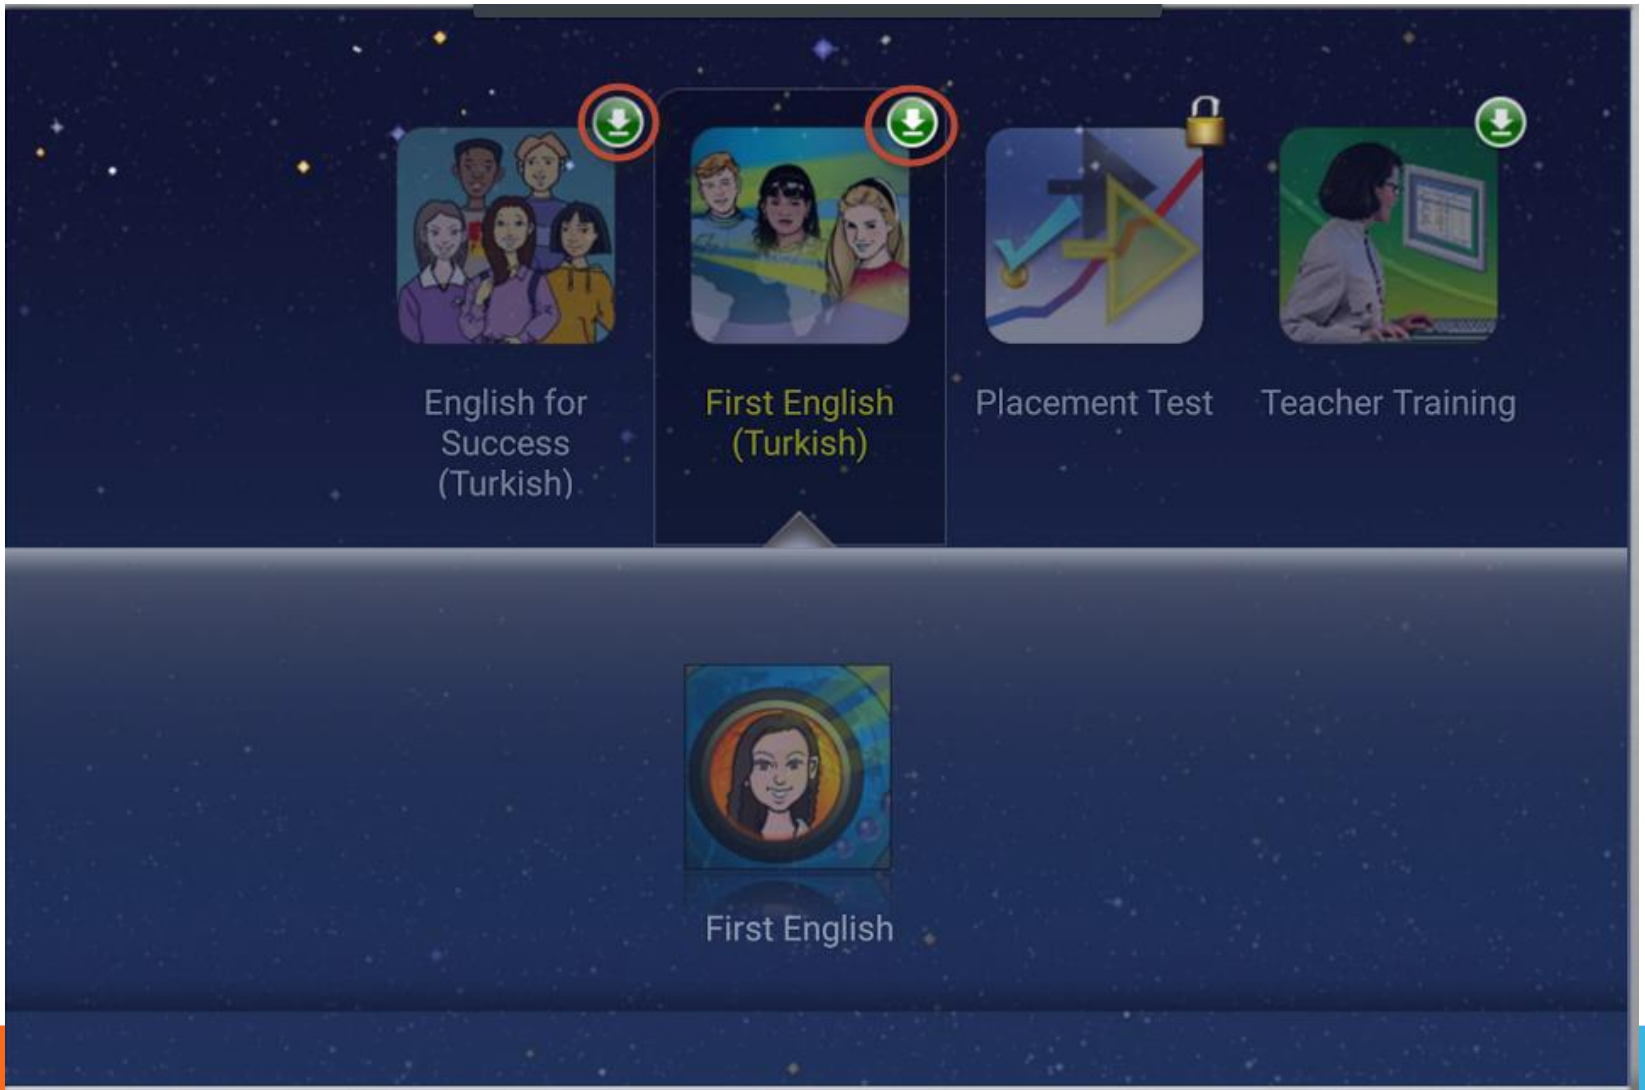 English for
Success
(Turkish)
First English
(Turkish)
Placement Test
Teacher Training
First English